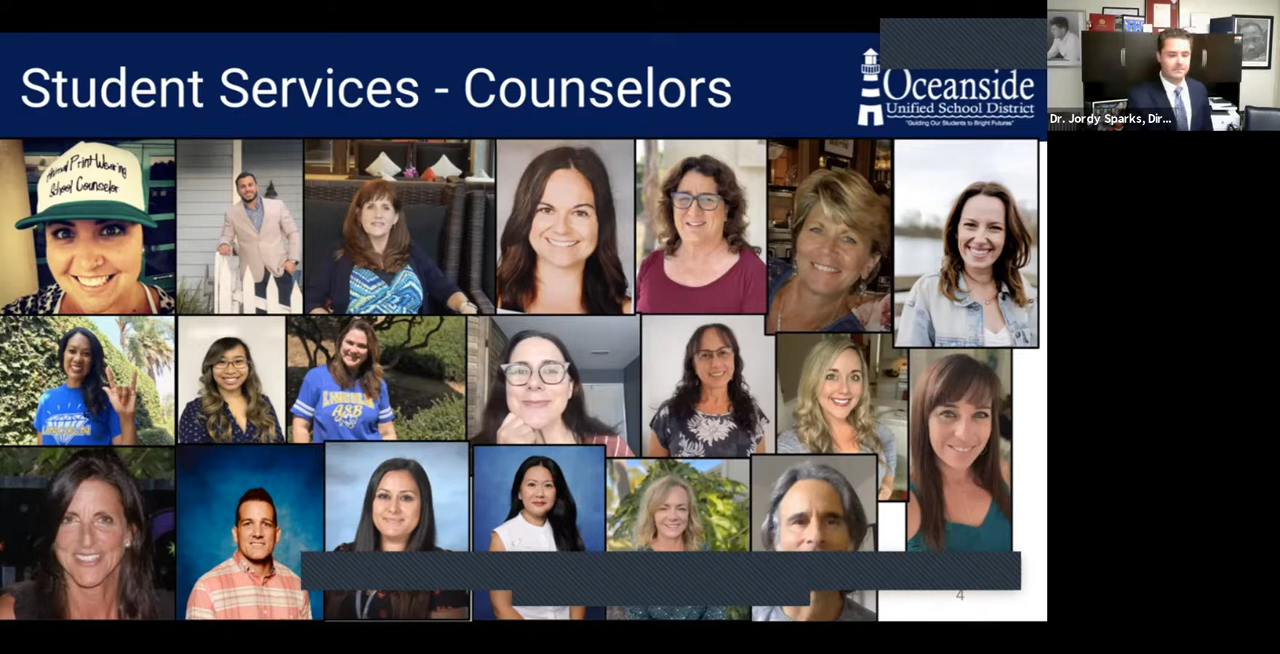 Student Services - Counselors
Oceanside
Unified School District
"Guiding Our Students to Bright Futures"
Dr. Jordy Sparks, Dir...
Animal Print Wearing
School Counselor
LINCOLN
LINCOLN
ASB
4